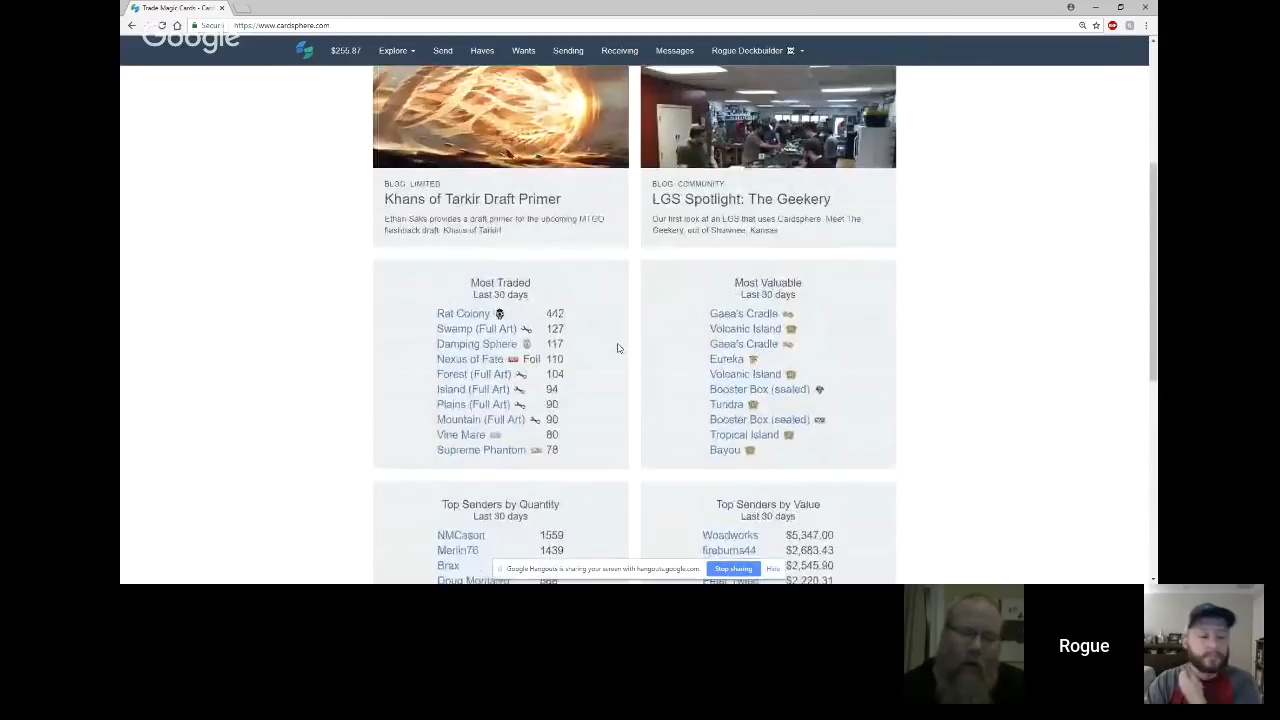 Trade Magic Cards - Card
https://www.cardsphere.com
Google
$255.87 Explore Send Haves Wants Sending Receiving Messages Rogue Deckbuilder
BLOG LIMITED
Khans of Tarkir Draft Primer
Ethan Saks provides a draft primer for the upcoming MTGO
flashback draft: Khans of Tarkir!
BLOG COMMUNITY
LGS Spotlight: The Geekery
Our first look at an LGS that uses Cardsphere. Meet The
Geekery, out of Shawnee, Kansas
Most Traded
Last 30 days
Rat Colony 442
Swamp (Full Art) 127
Damping Sphere 117
Nexus of Fate Foil 110
Forest (Full Art) 104
Island (Full Art) 94
Plains (Full Art) 90
Mountain (Full Art) 90
Vine Mare 80
Supreme Phantom 78
Most Valuable
Last 30 days
Gaea's Cradle
Volcanic Island
Gaea's Cradle
Eureka
Volcanic Island
Booster Box (sealed)
Tundra
Booster Box (sealed)
Tropical Island
Bayou
Top Senders by Quantity
Last 30 days
NMCason 1559
Merlin76 1439
Brax
Top Senders by Value
Last 30 days
Woadworks $5,347.00
fireburns44 $2,683.43
$2,545.90
$2,220.31
Google Hangouts is sharing your screen with hangouts.google.com.
Stop sharing
Hide
Rogue